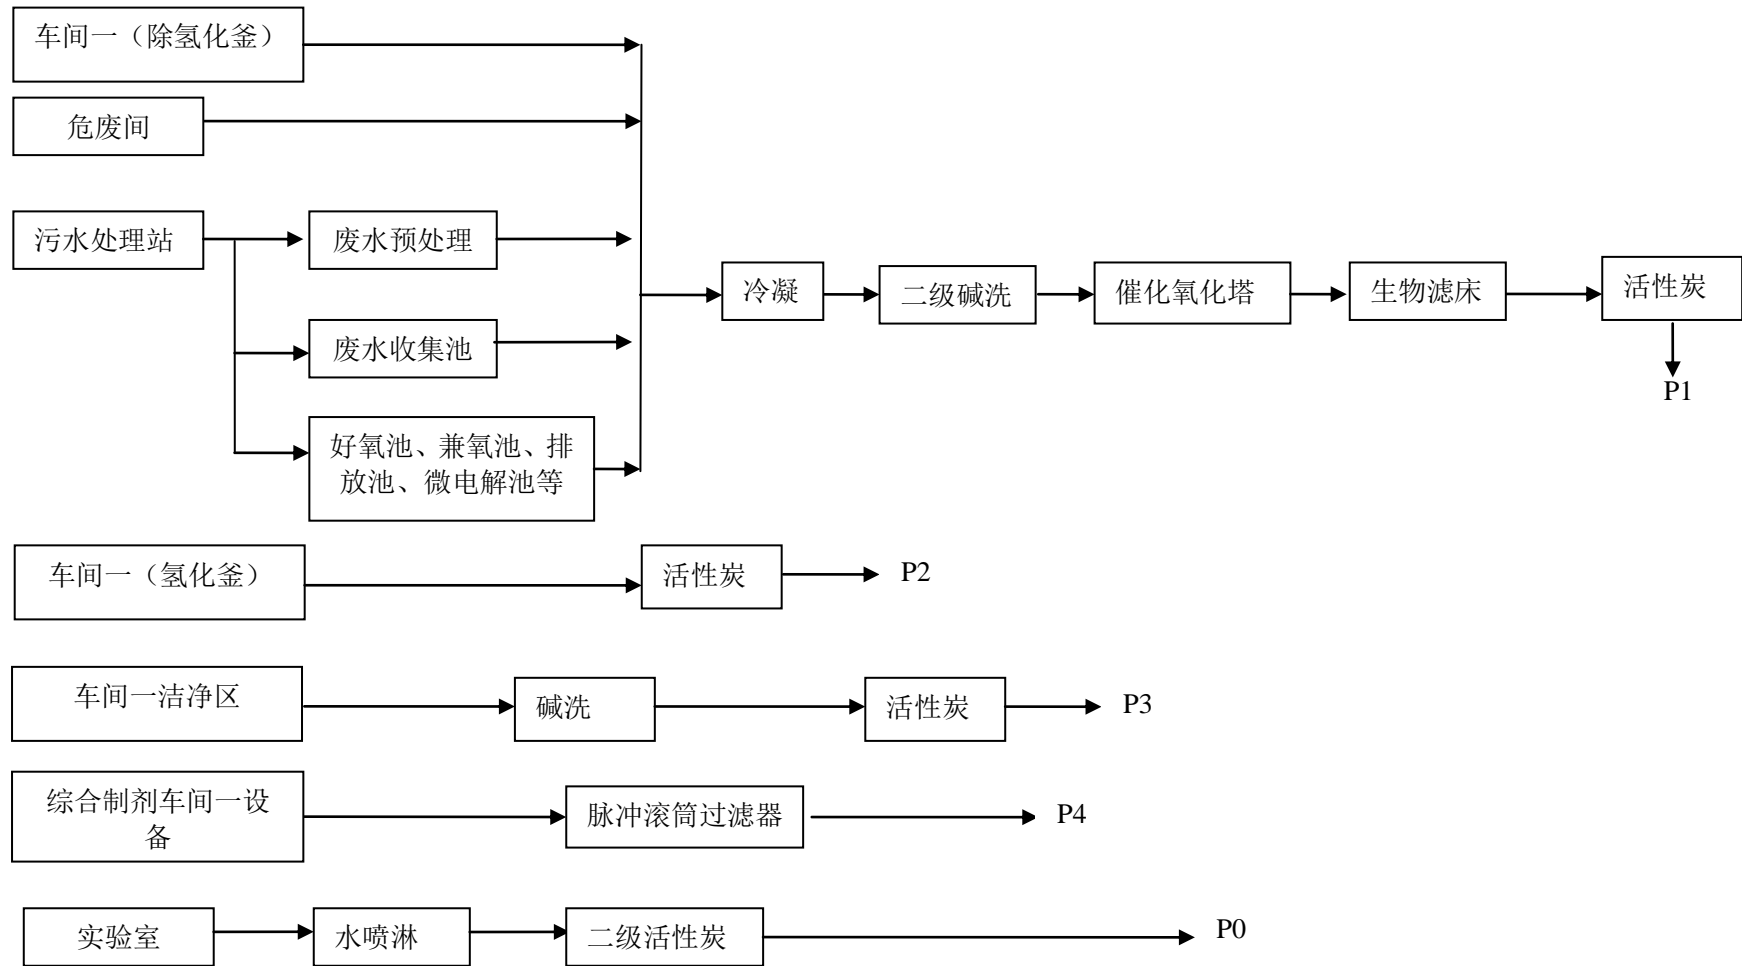 车间一（除氢化釜）
危废间
污水处理站
废水预处理
废水收集池
好氧池、兼氧池、排
放池、微电解池等
冷凝
二级碱洗
催化氧化塔
生物滤床
活性炭
P1
车间一（氢化釜）
活性炭
P2
车间一洁净区
碱洗
活性炭
P3
综合制剂车间一设
备
脉冲滚筒过滤器
P4
实验室
水喷淋
二级活性炭
P0